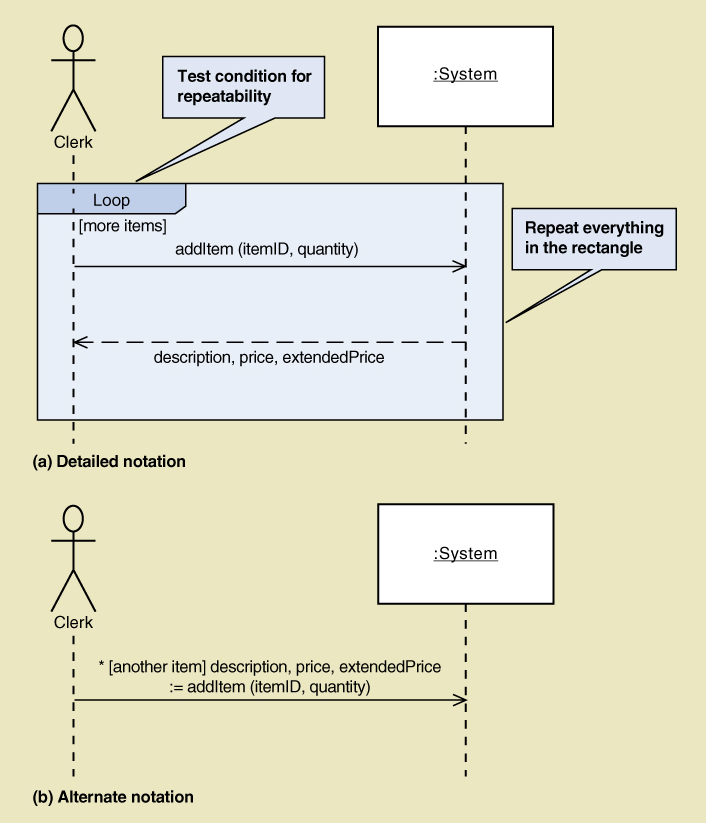 Test condition for
repeatability
:System
Clerk
Loop
[more items]
addItem (itemID, quantity)
Repeat everything
in the rectangle
description, price, extendedPrice
(a) Detailed notation
:System
Clerk
* [another item] description, price, extendedPrice
:= addItem (itemID, quantity)
(b) Alternate notation